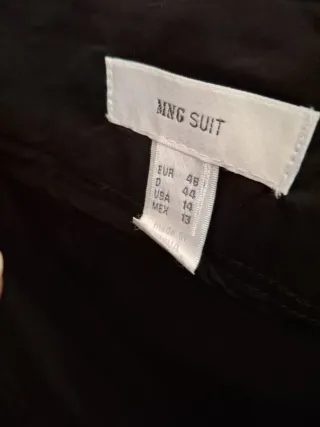 MNG SUIT
EUR 46
D 44
USA 14
MEX 13